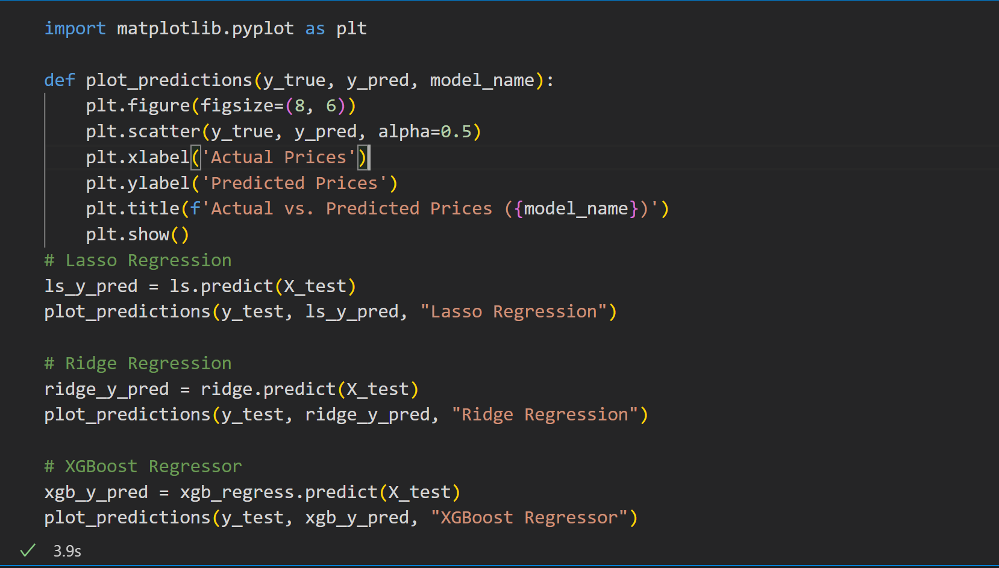 import matplotlib.pyplot as plt
def plot_predictions(y_true, y_pred, model_name):
    plt.figure(figsize=(8, 6))
    plt.scatter(y_true, y_pred, alpha=0.5)
    plt.xlabel('Actual Prices')
    plt.ylabel('Predicted Prices')
    plt.title(f'Actual vs. Predicted Prices ({model_name})')
    plt.show()
# Lasso Regression
ls_y_pred = ls.predict(X_test)
plot_predictions(y_test, ls_y_pred, "Lasso Regression")
# Ridge Regression
ridge_y_pred = ridge.predict(X_test)
plot_predictions(y_test, ridge_y_pred, "Ridge Regression")
# XGBoost Regressor
xgb_y_pred = xgb_regress.predict(X_test)
plot_predictions(y_test, xgb_y_pred, "XGBoost Regressor")
3.9s